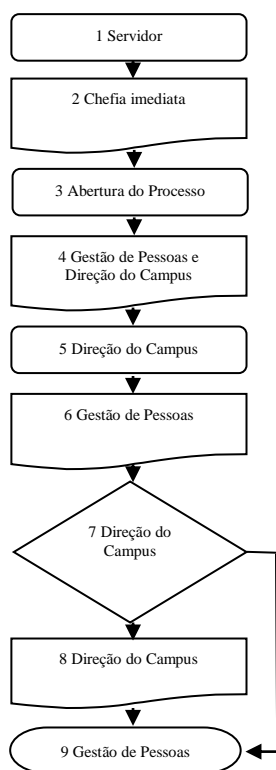 1 Servidor
2 Chefia imediata
3 Abertura do Processo
4 Gestão de Pessoas e
Direção do Campus
5 Direção do Campus
6 Gestão de Pessoas
7 Direção do
Campus
8 Direção do Campus
9 Gestão de Pessoas